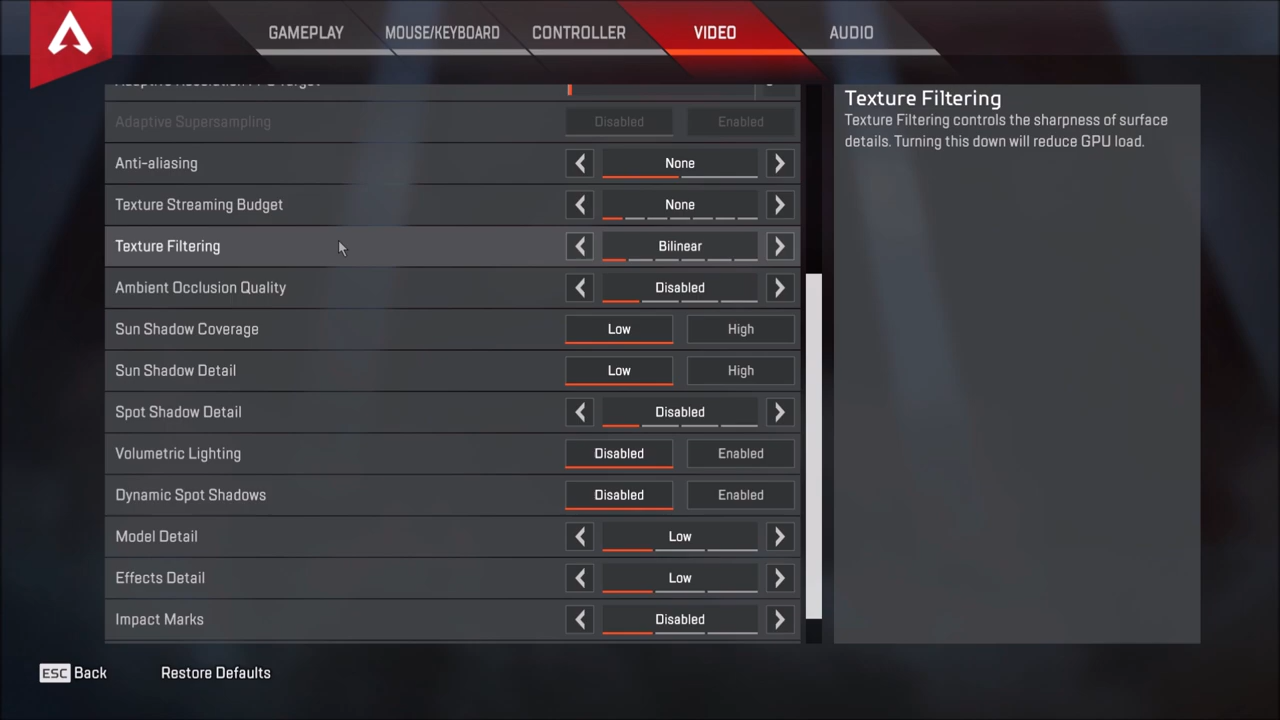 GAMEPLAY
MOUSE/KEYBOARD
CONTROLLER
VIDEO
AUDIO
Adaptive Supersampling Disabled Enabled
Anti-aliasing None
Texture Streaming Budget None
Texture Filtering Bilinear
Ambient Occlusion Quality Disabled
Sun Shadow Coverage Low High
Sun Shadow Detail Low High
Spot Shadow Detail Disabled
Volumetric Lighting Disabled Enabled
Dynamic Spot Shadows Disabled Enabled
Model Detail Low
Effects Detail Low
Impact Marks Disabled
Texture Filtering
Texture Filtering controls the sharpness of surface
details. Turning this down will reduce GPU load.
ESC Back
Restore Defaults